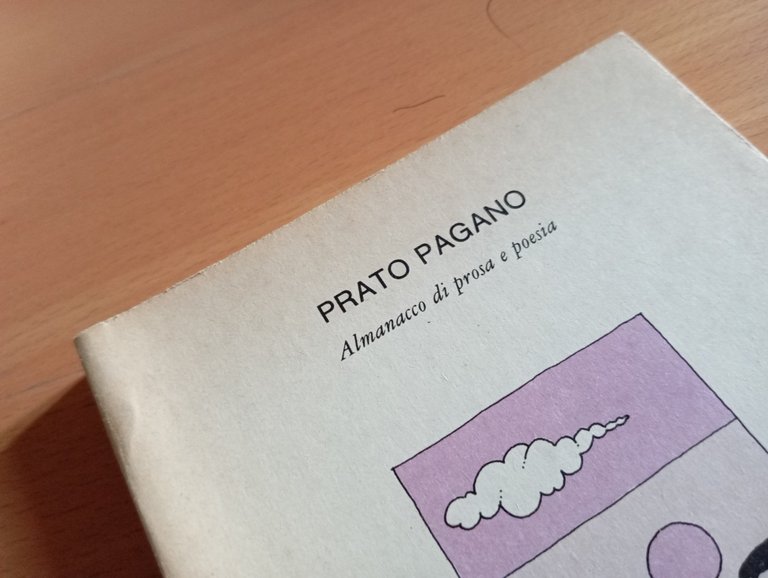 PRATO PAGANO
Almanacco di prosa e poesia